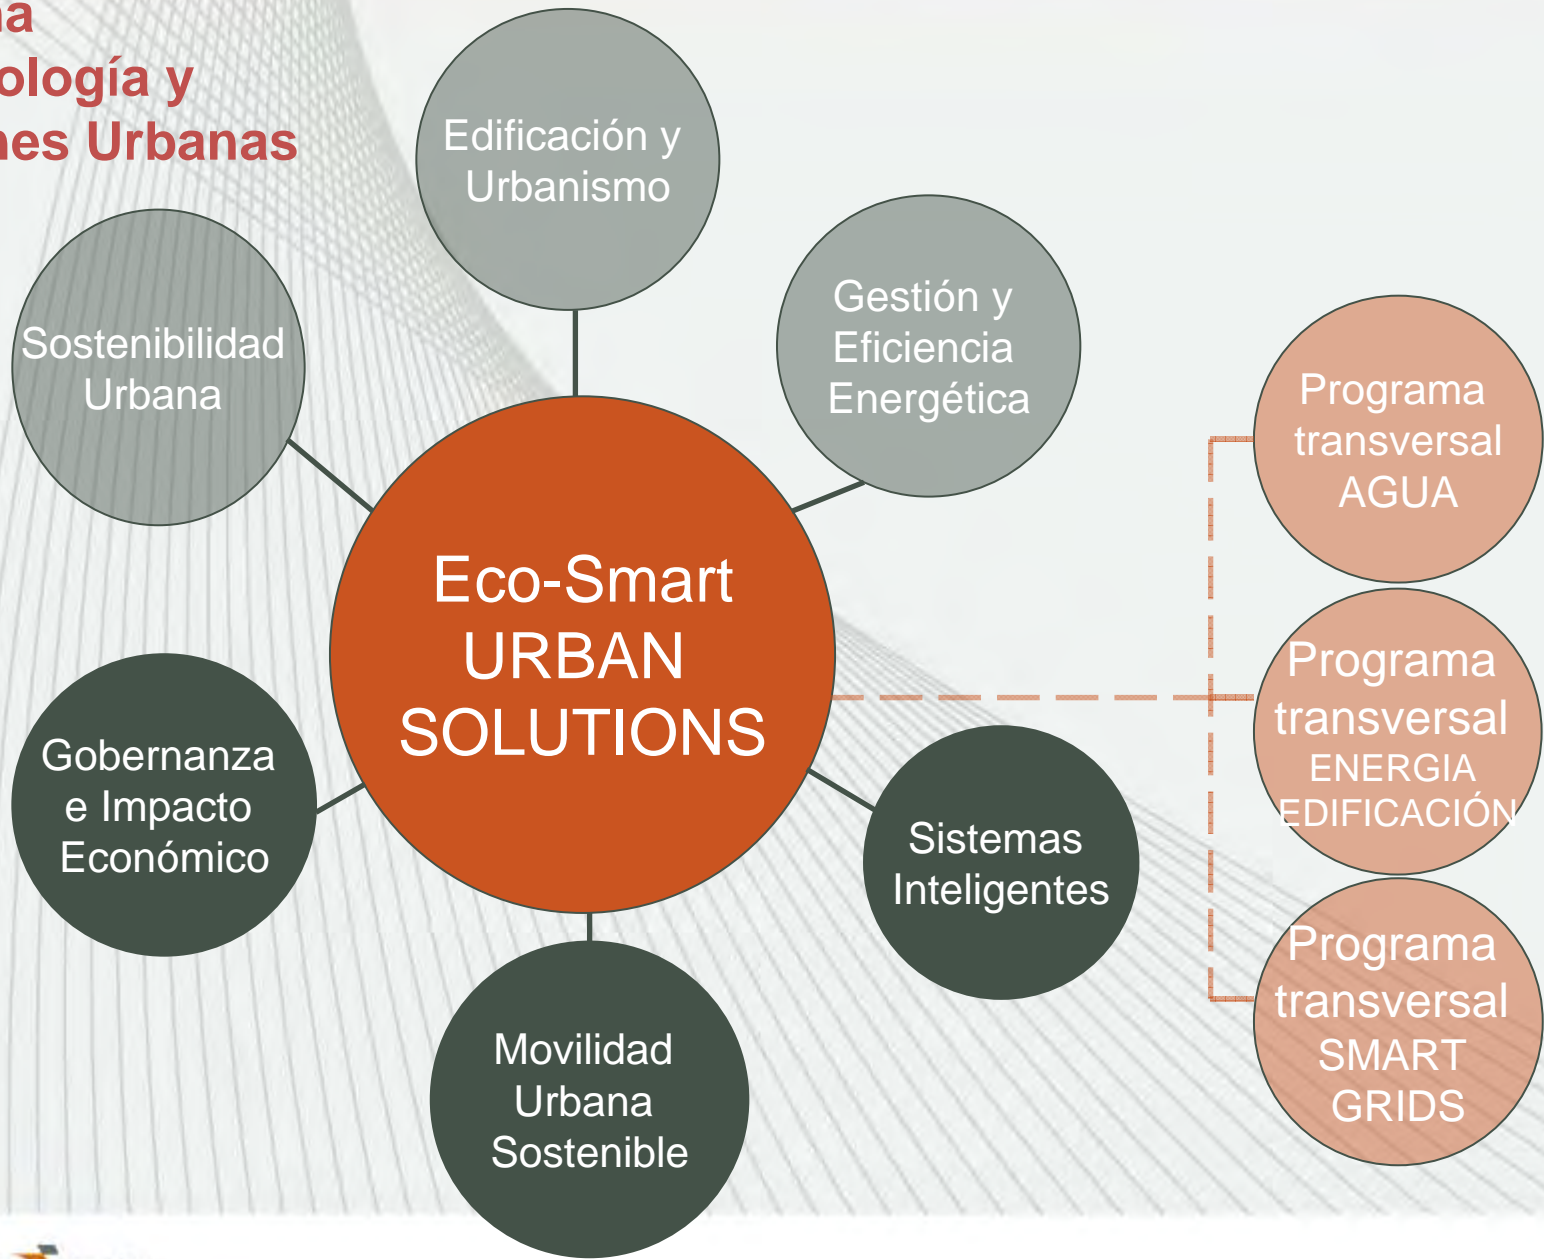 ología y
nes Urbanas
Edificación y
Urbanismo
Gestión y
Eficiencia
Energética
Sostenibilidad
Urbana
Eco-Smart
URBAN
SOLUTIONS
Gobernanza
e Impacto
Económico
Sistemas
Inteligentes
Movilidad
Urbana
Sostenible
Programa
transversal
AGUA
Programa
transversal
ENERGIA
EDIFICACIÓN
Programa
transversal
SMART
GRIDS